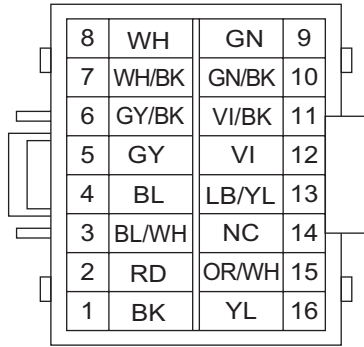 8 WH GN 9
7 WH/BK GN/BK 10
6 GY/BK VI/BK 11
5 GY VI 12
4 BL LB/YL 13
3 BL/WH NC 14
2 RD OR/WH 15
1 BK YL 16